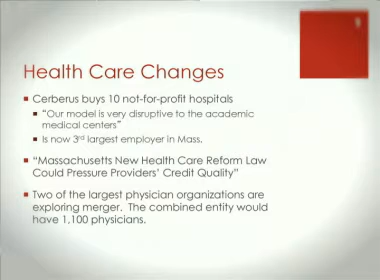 Health Care Changes
Cerberus buys 10 not-for-profit hospitals
"Our model is very disruptive to the academic
medical centers"
Is now 3rd largest employer in Mass.
"Massachusetts New Health Care Reform Law
Could Pressure Providers' Credit Quality"
Two of the largest physician organizations are
exploring merger. The combined entity would
have 1,100 physicians.